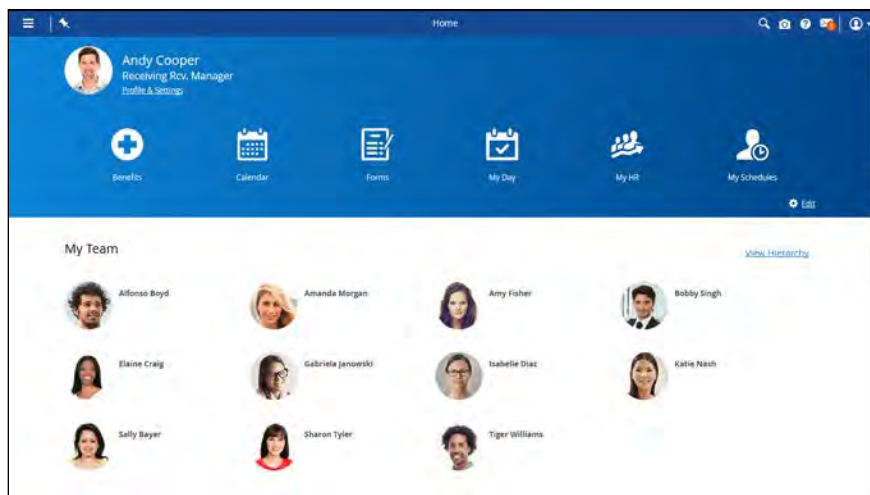 Home
Andy Cooper
Receiving Rcv. Manager
Profile & Settings
Benefits
Calendar
Forms
My Day
My HR
My Schedules
Edit
My Team
View Hierarchy
Alfonso Boyd
Amanda Morgan
Amy Fisher
Bobby Singh
Elaine Craig
Gabriela Janowski
Isabelle Diaz
Katie Nash
Sally Bayer
Sharon Tyler
Tiger Williams